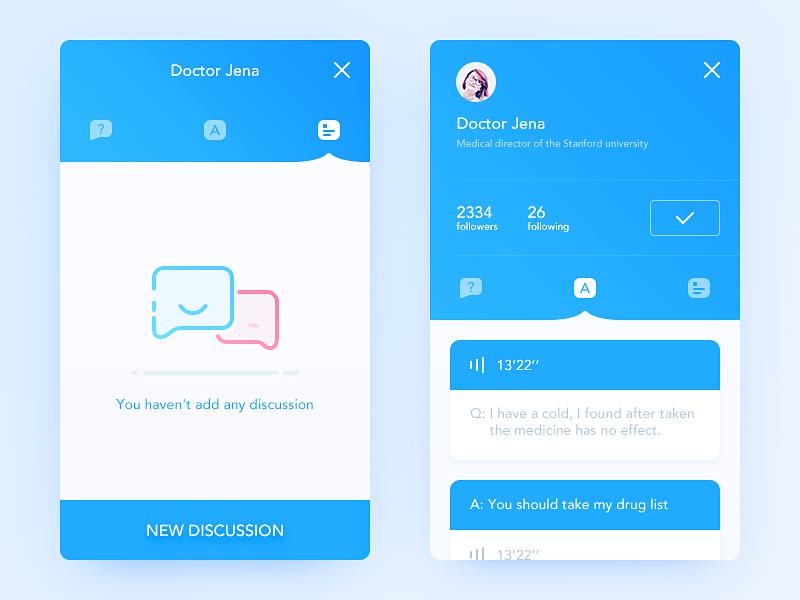 Doctor Jena
?
A
You haven't add any discussion
NEW DISCUSSION
Doctor Jena
Medical director of the Stanford university
2334
followers
26
following
?
A
13'22''
Q: I have a cold, I found after taken
the medicine has no effect.
A: You should take my drug list
13'22''